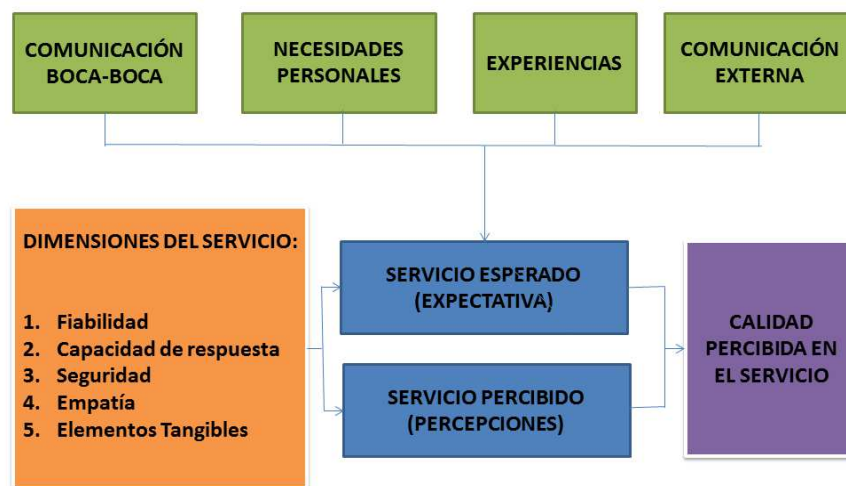 COMUNICACIÓN
BOCA-BOCA
NECESIDADES
PERSONALES
EXPERIENCIAS
COMUNICACIÓN
EXTERNA
DIMENSIONES DEL SERVICIO:
1. Fiabilidad
2. Capacidad de respuesta
3. Seguridad
4. Empatía
5. Elementos Tangibles
SERVICIO ESPERADO
(EXPECTATIVA)
SERVICIO PERCIBIDO
(PERCEPCIONES)
CALIDAD
PERCIBIDA EN
EL SERVICIO